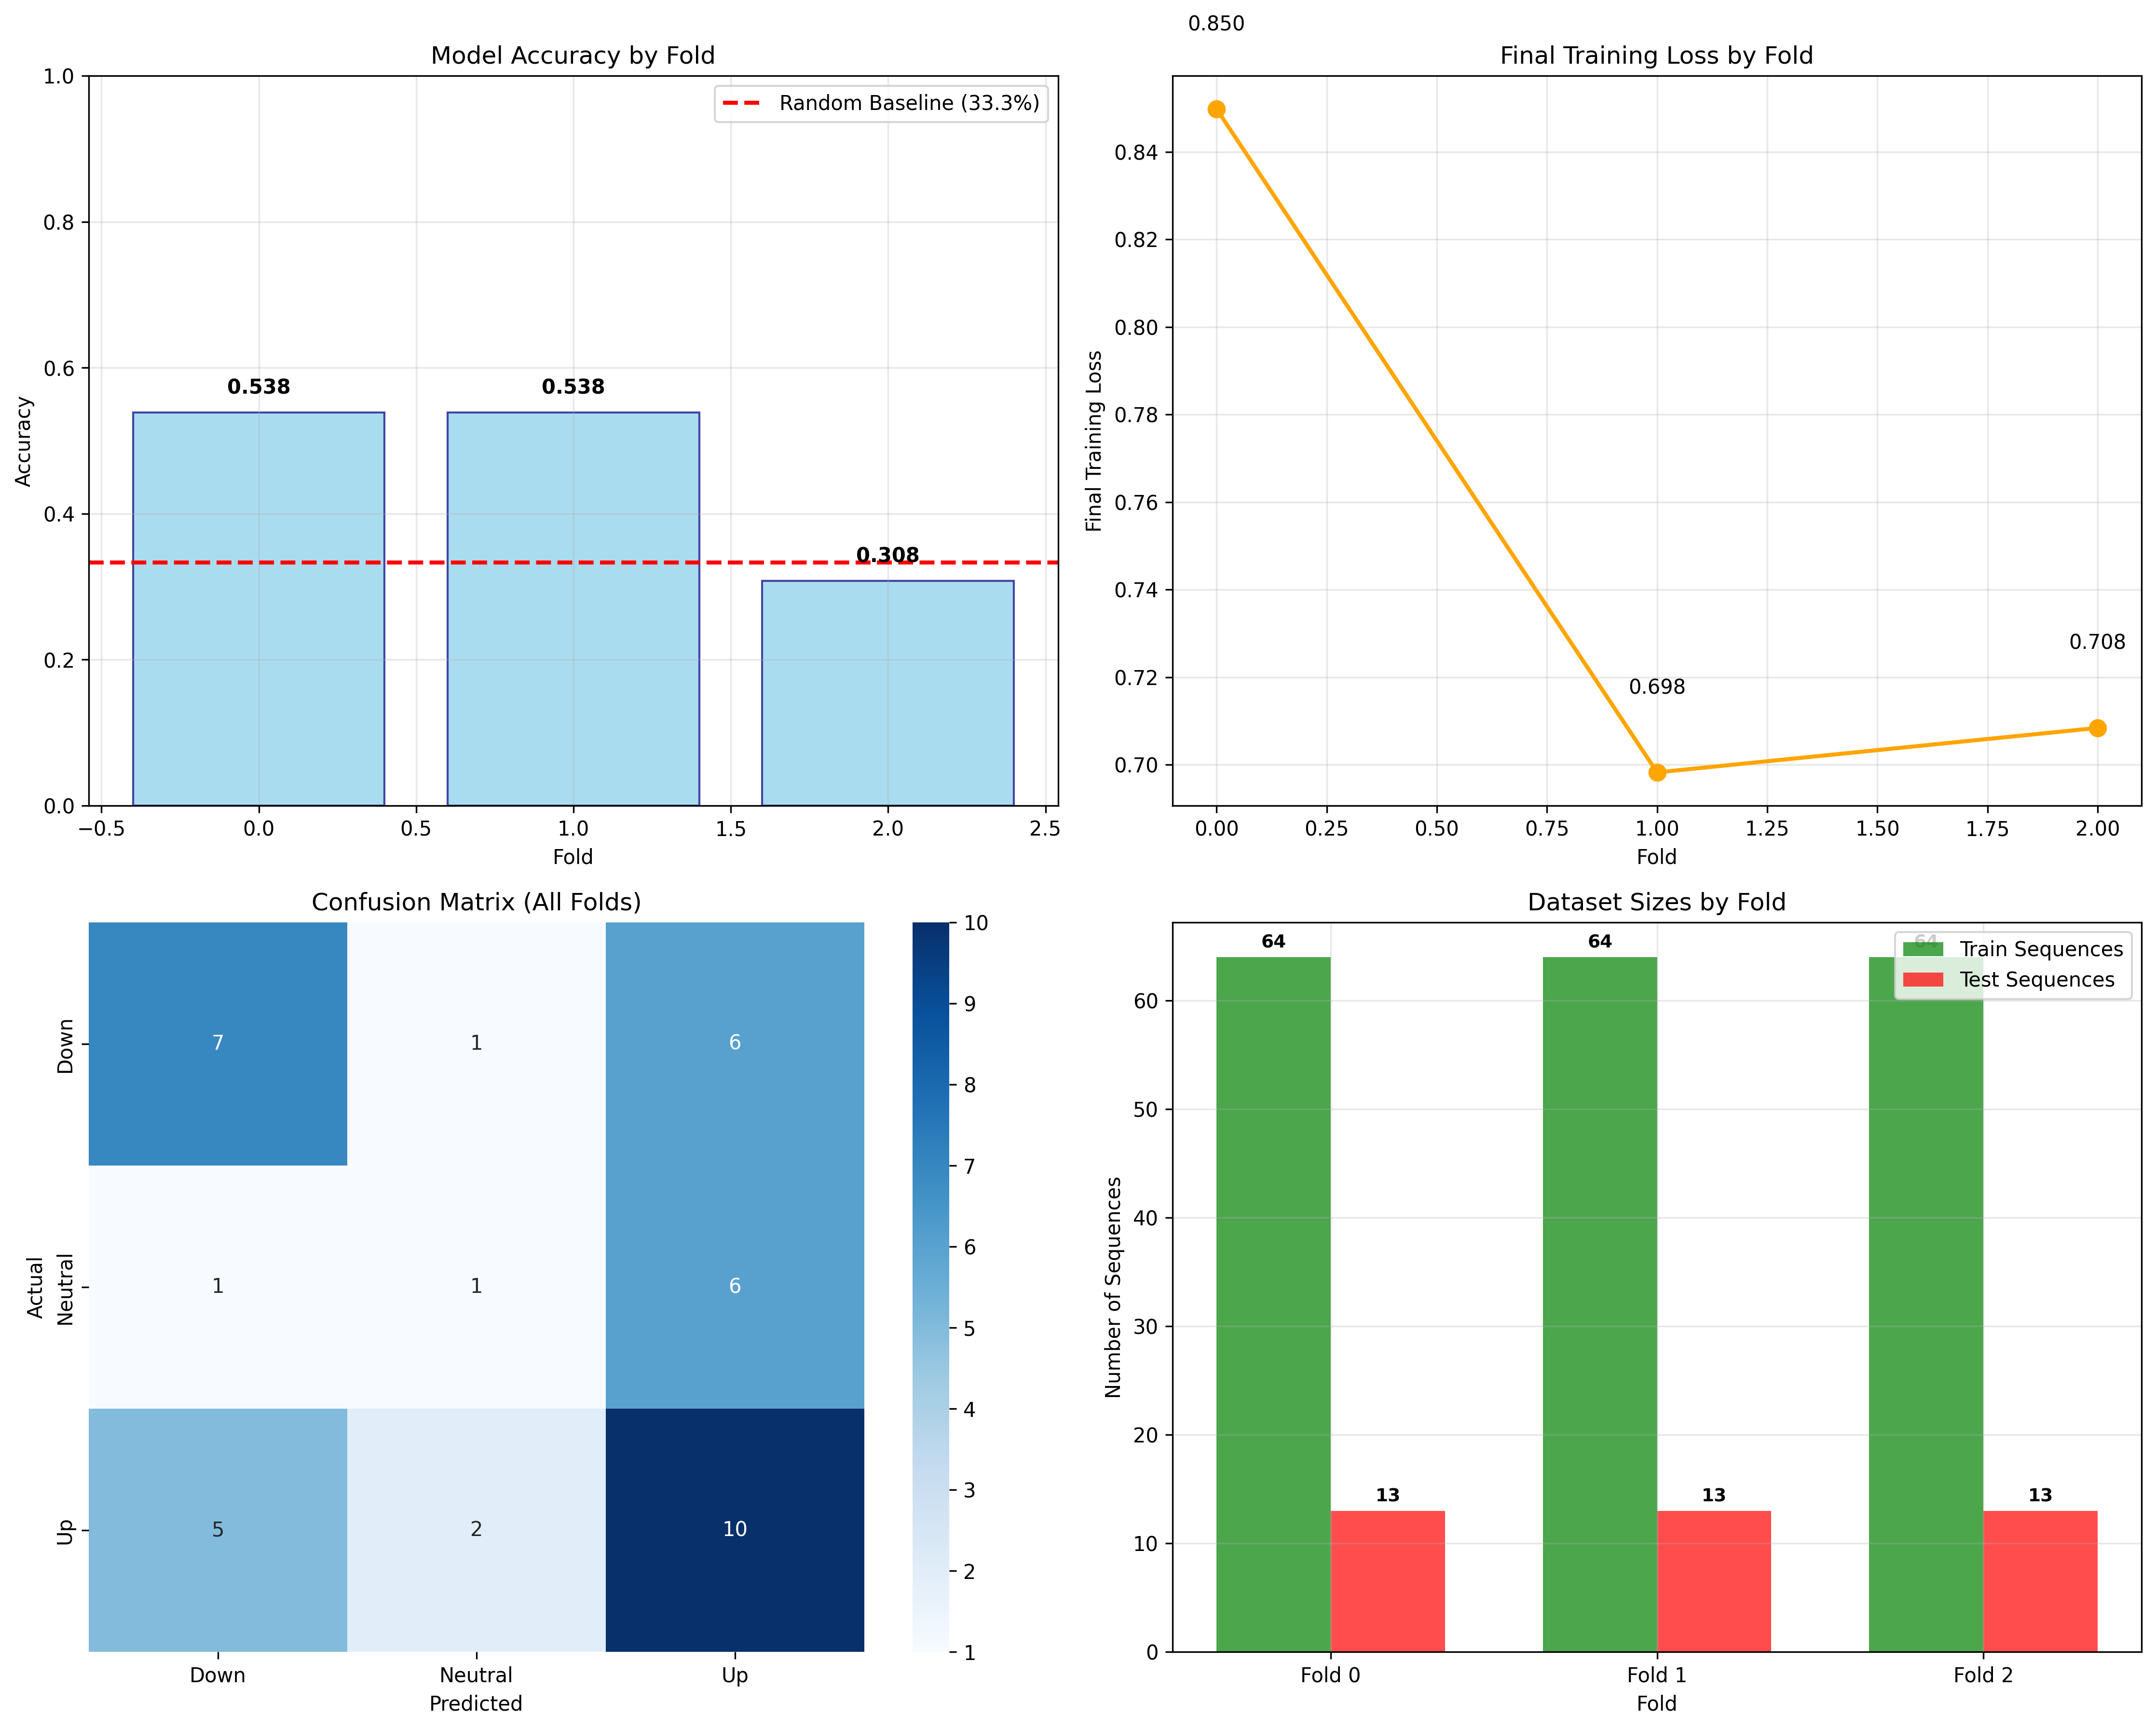 0.850
Model Accuracy by Fold
1.0
0.8
0.6
0.4
0.2
0.0
Accuracy
Random Baseline (33.3%)
0.538
0.538
0.308
−0.5
0.0
0.5
1.0
1.5
2.0
2.5
Fold
Final Training Loss by Fold
0.84
0.82
0.80
0.78
0.76
0.74
0.72
0.70
Final Training Loss
0.698
0.708
0.00
0.25
0.50
0.75
1.00
1.25
1.50
1.75
2.00
Fold
Confusion Matrix (All Folds)
Actual
Down
7
1
6
Neutral
1
1
6
Up
5
2
10
Down
Neutral
Up
Predicted
10
9
8
7
6
5
4
3
2
1
Dataset Sizes by Fold
Number of Sequences
60
50
40
30
20
10
0
64
64
64
Train Sequences
Test Sequences
13
13
13
Fold 0
Fold 1
Fold 2
Fold